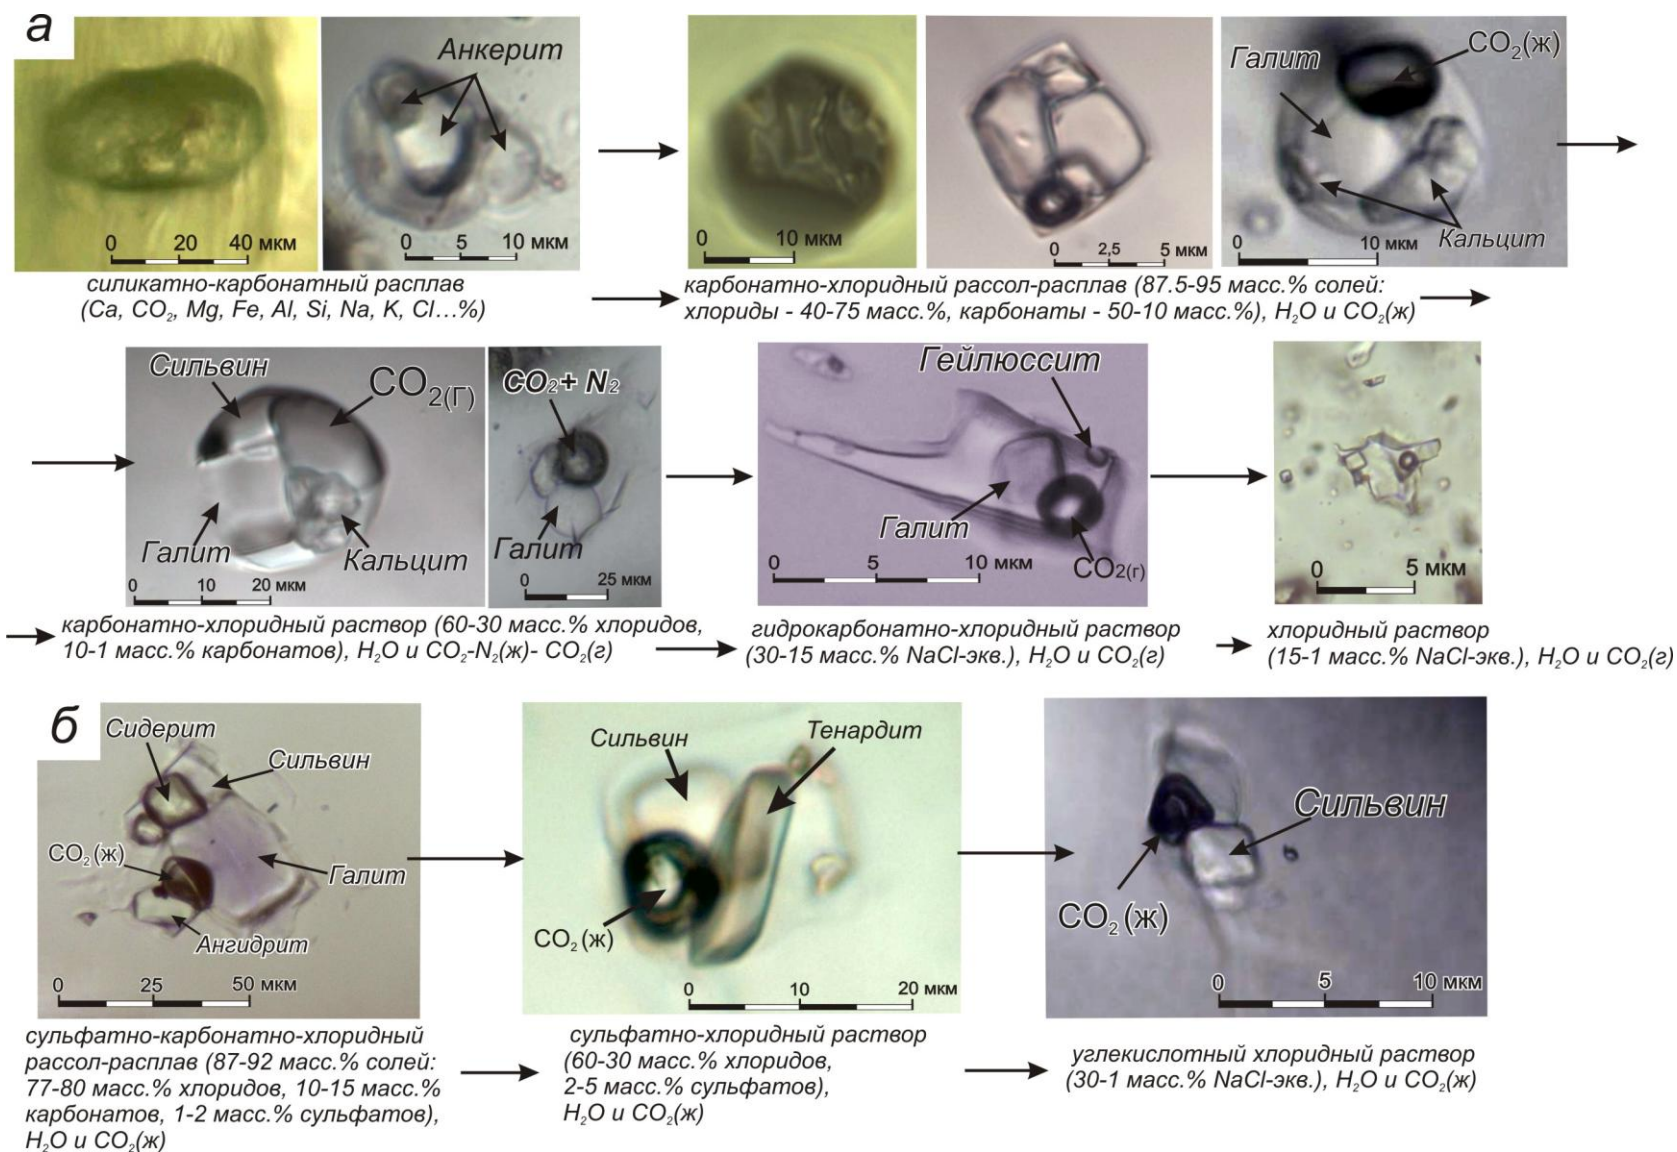 а
Анкерит
Галит
CO₂(ж)
Кальцит
0 20 40 мкм
0 5 10 мкм
0 10 мкм
0 2,5 5 мкм
0 10 мкм
силикатно-карбонатный расплав
(Ca, CO₂, Mg, Fe, Al, Si, Na, K, Cl...%)
карбонатно-хлоридный рассол-расплав (87.5-95 масс.% солей:
хлориды - 40-75 масс.%, карбонаты - 50-10 масс.%), H₂O и CO₂(ж)
Сильвин
CO₂(Г)
Галит
Кальцит
0 10 20 мкм
CO₂+ N₂
Галит
0 25 мкм
Гейлюссит
Галит
CO₂(г)
0 5 10 мкм
0 5 мкм
карбонатно-хлоридный раствор (60-30 масс.% хлоридов,
10-1 масс.% карбонатов), H₂O и CO₂-N₂(ж)- CO₂(г)
гидрокарбонатно-хлоридный раствор
(30-15 масс.% NaCl-экв.), H₂O и CO₂(г)
хлоридный раствор
(15-1 масс.% NaCl-экв.), H₂O и CO₂(г)
б
Сидерит
Сильвин
CO₂(ж)
Галит
Ангидрит
0 25 50 мкм
Сильвин
Тенардит
CO₂(ж)
0 10 20 мкм
Сильвин
CO₂(ж)
0 5 10 мкм
сульфатно-карбонатно-хлоридный
рассол-расплав (87-92 масс.% солей:
77-80 масс.% хлоридов, 10-15 масс.%
карбонатов, 1-2 масс.% сульфатов),
H₂O и CO₂(ж)
сульфатно-хлоридный раствор
(60-30 масс.% хлоридов,
2-5 масс.% сульфатов),
H₂O и CO₂(ж)
углекислотный хлоридный раствор
(30-1 масс.% NaCl-экв.), H₂O и CO₂(ж)